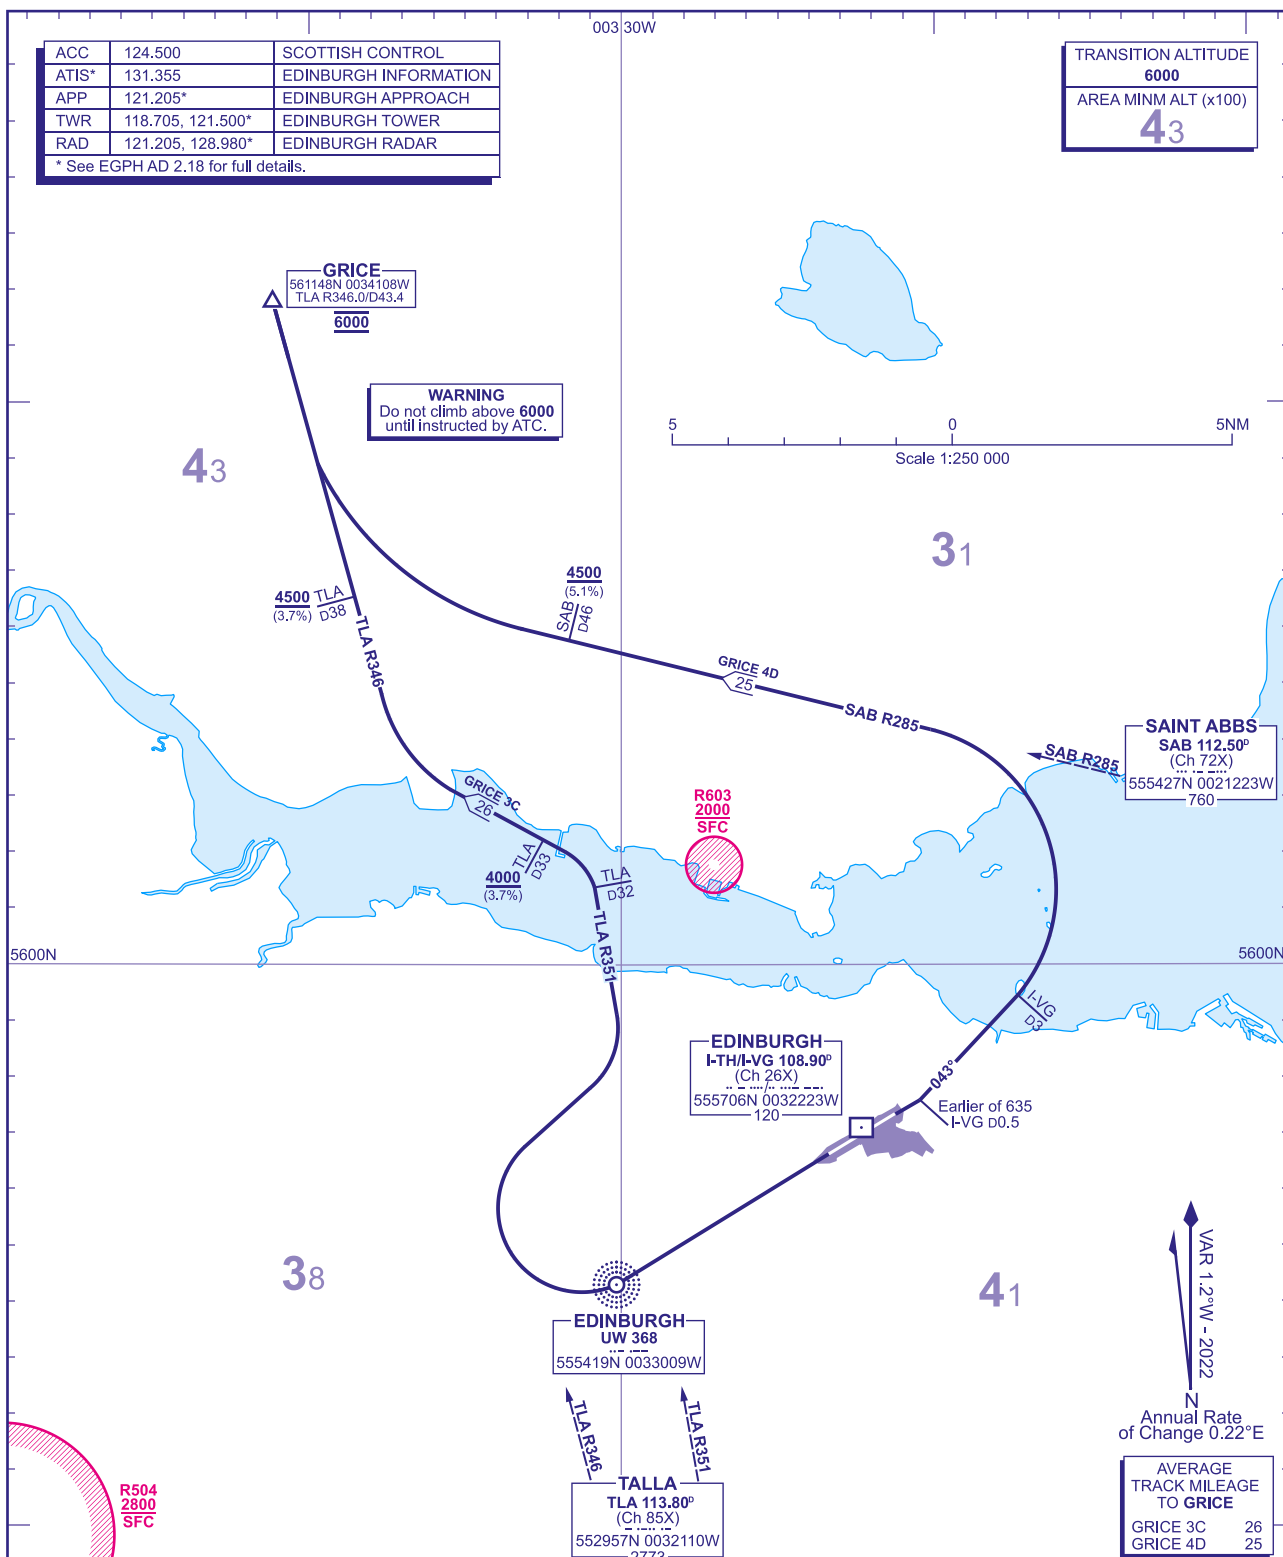 003 30W
ACC 124.500 SCOTTISH CONTROL
ATIS* 131.355 EDINBURGH INFORMATION
APP 121.205* EDINBURGH APPROACH
TWR 118.705, 121.500* EDINBURGH TOWER
RAD 121.205, 128.980* EDINBURGH RADAR
* See EGPH AD 2.18 for full details.
TRANSITION ALTITUDE
6000
AREA MINM ALT (x100)
43
GRICE
561148N 0034108W
TLA R346.0/D43.4
6000
WARNING
Do not climb above 6000
until instructed by ATC.
5 0 5NM
Scale 1:250 000
43
31
4500
(5.1%)
SAB
D46
4500
(3.7%)
TLA
D38
TLA R346
GRICE 4D
25
SAB R285
SAB R285
SAINT ABBS
SAB 112.50ᴰ
(Ch 72X)
555427N 0021223W
760
GRICE 3C
26
R603
2000
SFC
TLA
D33
4000
(3.7%)
TLA
D32
TLA R351
5600N
5600N
I-VG
D3
EDINBURGH
I-TH/I-VG 108.90ᴰ
(Ch 26X)
555706N 0032223W
120
043°
Earlier of 635
I-VG D0.5
38
41
VAR 1.2°W - 2022
N
Annual Rate
of Change 0.22°E
EDINBURGH
UW 368
555419N 0033009W
TLA R346
TLA R351
TALLA
TLA 113.80ᴰ
(Ch 85X)
552957N 0032110W
2773
R504
2800
SFC
AVERAGE
TRACK MILEAGE
TO GRICE
GRICE 3C 26
GRICE 4D 25